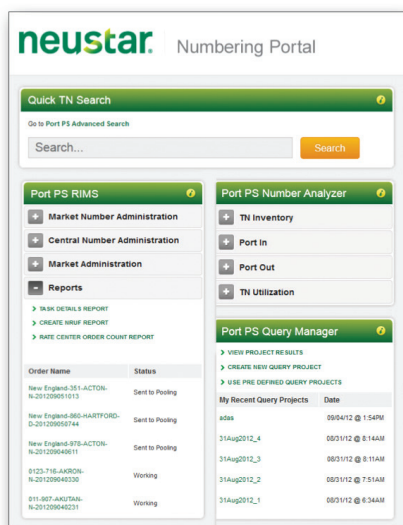 neustar. Numbering Portal
Quick TN Search
Go to Port PS Advanced Search
Search...
Search
Port PS RIMS
+ Market Number Administration
+ Central Number Administration
+ Market Administration
- Reports
> TASK DETAILS REPORT
> CREATE NRUF REPORT
> RATE CENTER ORDER COUNT REPORT
Order Name Status
New England-351-ACTON-
N-201209051013 Sent to Pooling
New England-860-HARTFORD-
D-201209050744 Sent to Pooling
New England-978-ACTON-
N-201209040611 Sent to Pooling
0123-716-AKRON-
N-201209040330 Working
011-907-AKUTAN-
N-201209040231 Working
Port PS Number Analyzer
+ TN Inventory
+ Port In
+ Port Out
+ TN Utilization
Port PS Query Manager
> VIEW PROJECT RESULTS
> CREATE NEW QUERY PROJECT
> USE PRE DEFINED QUERY PROJECTS
My Recent Query Projects Date
adas 09/04/12 @ 1:54PM
31Aug2012_4 08/31/12 @ 8:14AM
31Aug2012_3 08/31/12 @ 8:11AM
31Aug2012_2 08/31/12 @ 7:51AM
31Aug2012_1 08/31/12 @ 6:34AM